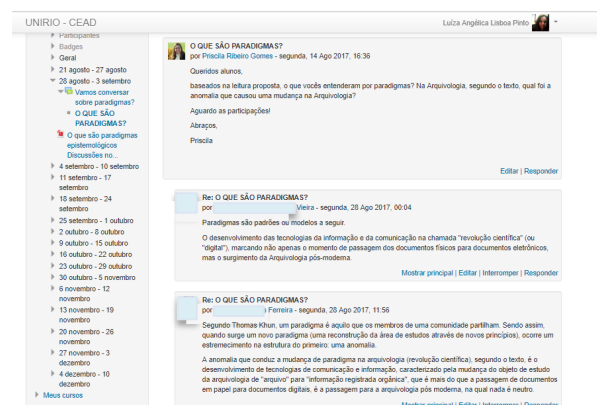 UNIRIO - CEAD
Luíza Angélica Lisboa Pinto
Participantes
Badges
Geral
21 agosto - 27 agosto
28 agosto - 3 setembro
Vamos conversar
sobre paradigmas?
O QUE SÃO
PARADIGMAS?
O que são paradigmas
epistemológicos
Discussões no...
4 setembro - 10 setembro
11 setembro - 17
setembro
18 setembro - 24
setembro
25 setembro - 1 outubro
2 outubro - 8 outubro
9 outubro - 15 outubro
16 outubro - 22 outubro
23 outubro - 29 outubro
30 outubro - 5 novembro
6 novembro - 12
novembro
13 novembro - 19
novembro
20 novembro - 26
novembro
27 novembro - 3
dezembro
4 dezembro - 10
dezembro
Meus cursos
O QUE SÃO PARADIGMAS?
por Priscila Ribeiro Gomes - segunda, 14 Ago 2017, 16:36
Queridos alunos,
baseados na leitura proposta, o que vocês entenderam por paradigmas? Na Arquivologia, segundo o texto, qual foi a
anomalia que causou uma mudança na Arquivologia?
Aguardo as participações!
Abraços,
Priscila
Editar | Responder
Re: O QUE SÃO PARADIGMAS?
por Vieira - segunda, 28 Ago 2017, 00:04
Paradigmas são padrões ou modelos a seguir.
O desenvolvimento das tecnologias da informação e da comunicação na chamada "revolução científica" (ou
"digital"), marcando não apenas o momento de passagem dos documentos físicos para documentos eletrônicos,
mas o surgimento da Arquivologia pós-moderna.
Mostrar principal | Editar | Interromper | Responder
Re: O QUE SÃO PARADIGMAS?
por Ferreira - segunda, 28 Ago 2017, 11:56
Segundo Thomas Khun, um paradigma é aquilo que os membros de uma comunidade partilham. Sendo assim,
quando surge um novo paradigma (uma reconstrução da área de estudos através de novos princípios), ocorre um
estremecimento na estrutura do primeiro: uma anomalia.
A anomalia que conduz a mudança de paradigma na arquivologia (revolução científica), segundo o texto, é o
desenvolvimento de tecnologias de comunicação e informação, caracterizado pela mudança do objeto de estudo
da arquivologia de "arquivo" para "informação registrada orgânica", que é mais do que a passagem de documentos
em papel para documentos digitais, é a passagem para a arquivologia pós moderna, na qual nada é neutro.
Mostrar principal | Editar | Interromper | Responder